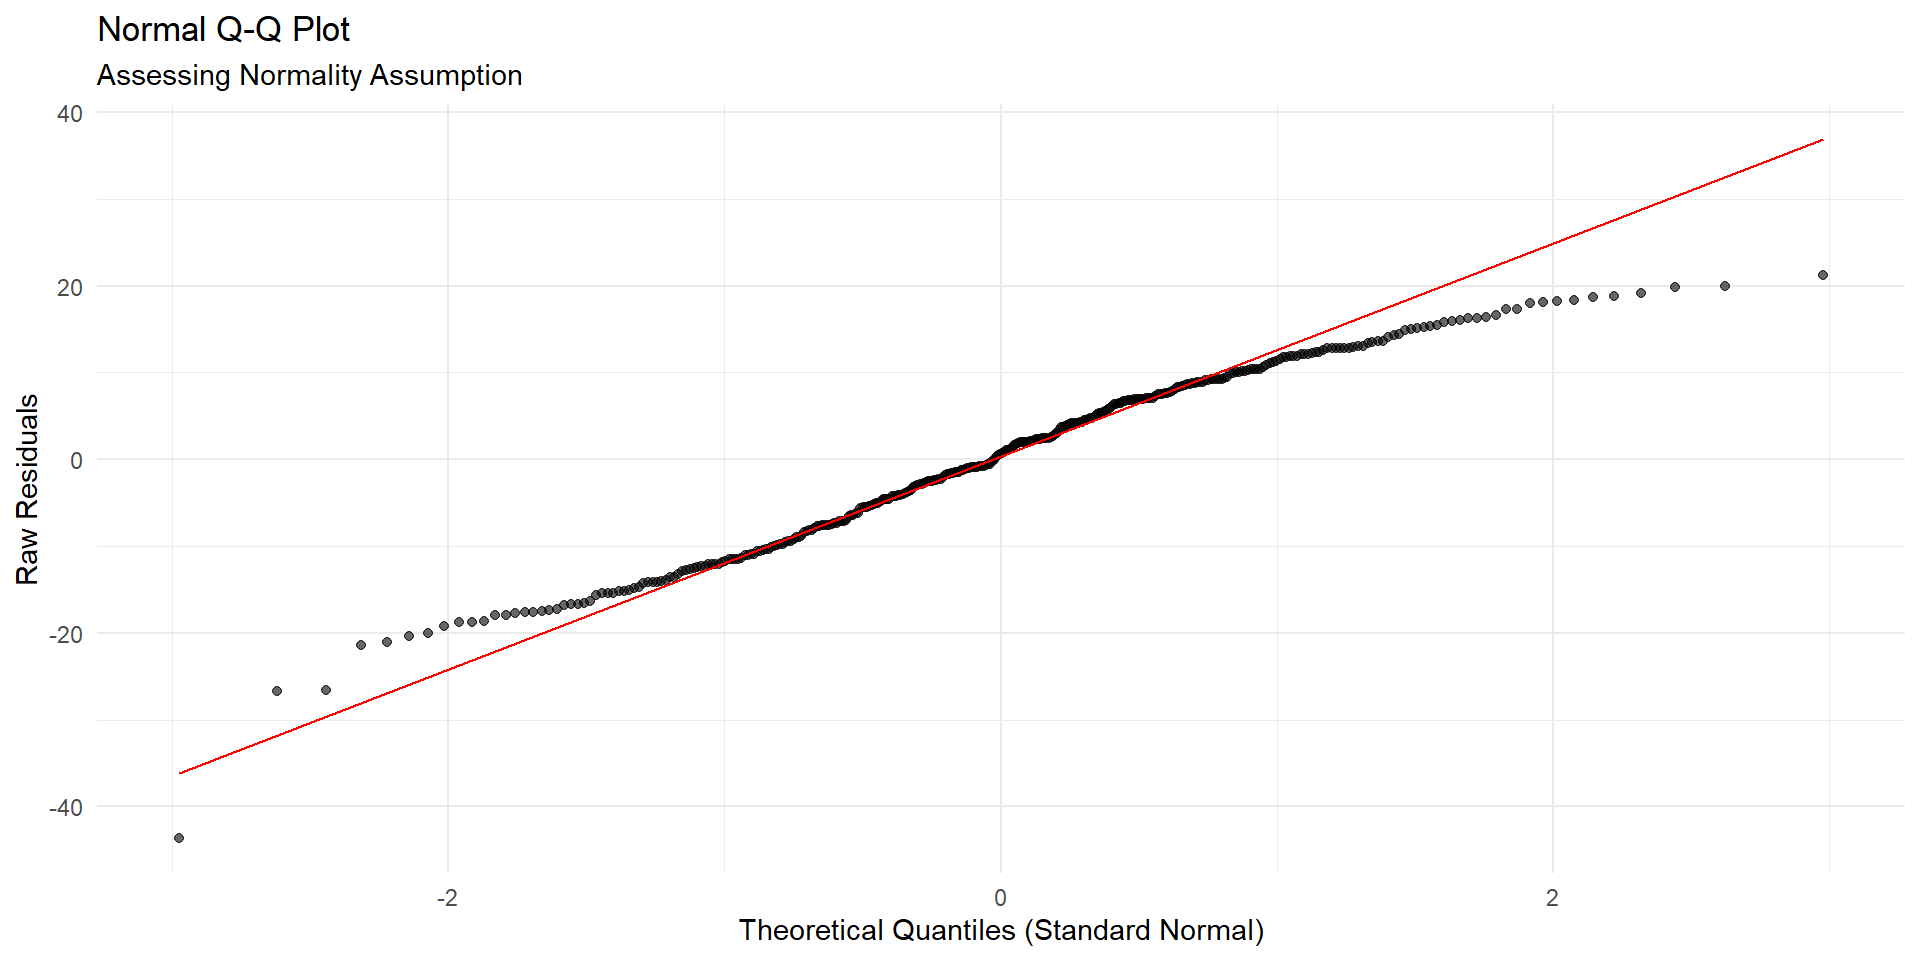 Normal Q-Q Plot
Assessing Normality Assumption
40
20
0
-20
-40
Raw Residuals
-2
0
2
Theoretical Quantiles (Standard Normal)